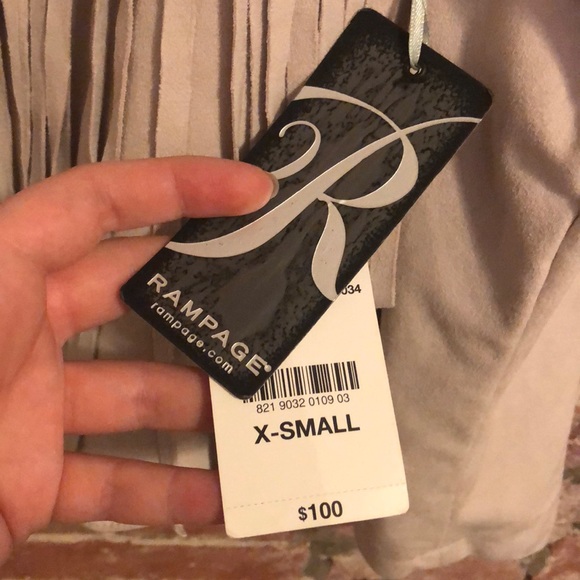 R
RAMPAGE®
rampage.com
034
821 9032 0109 03
X-SMALL
$100